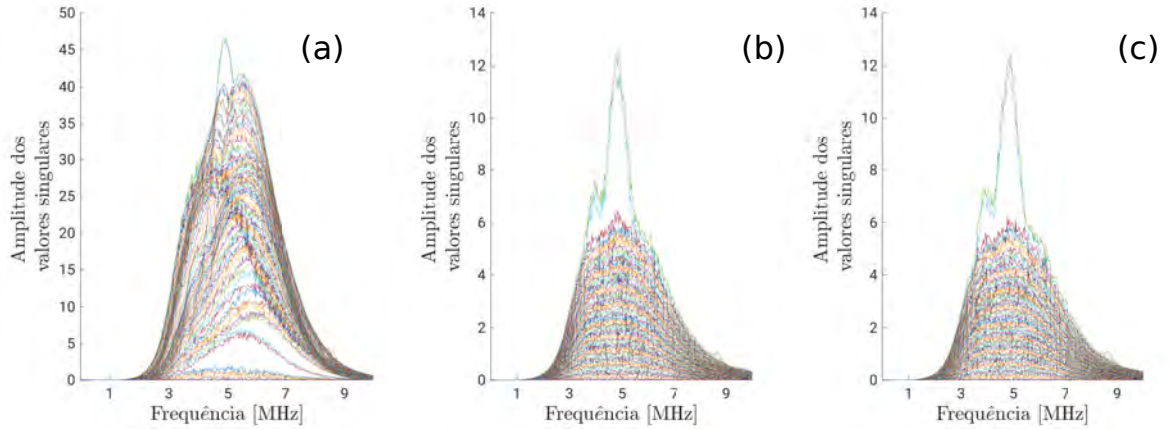 50
45
40
35
30
25
20
15
10
5
0
Amplitude dos
valores singulares
(a)
1 3 5 7 9
Frequência [MHz]
14
12
10
8
6
4
2
0
Amplitude dos
valores singulares
(b)
1 3 5 7 9
Frequência [MHz]
14
12
10
8
6
4
2
0
Amplitude dos
valores singulares
(c)
1 3 5 7 9
Frequência [MHz]